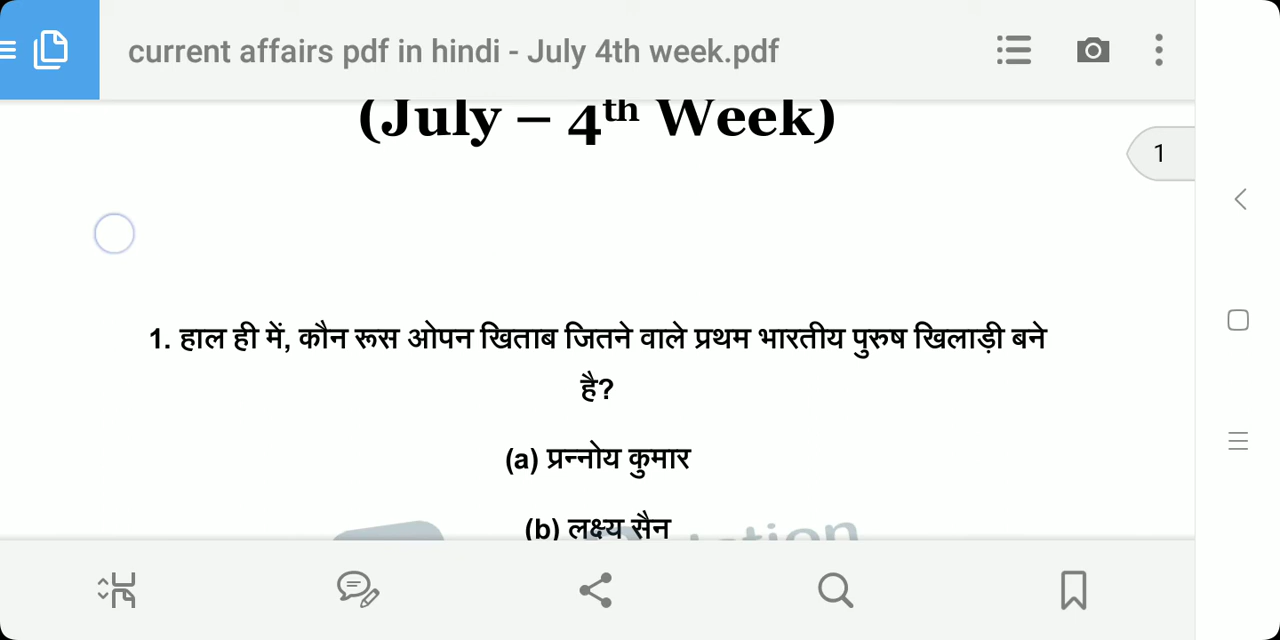 current affairs pdf in hindi - July 4th week.pdf
(July – 4th Week)
1
1. हाल ही में, कौन रूस ओपन खिताब जितने वाले प्रथम भारतीय पुरुष खिलाड़ी बने
है?
(a) प्रन्नोय कुमार
(b) लक्ष्य सैन